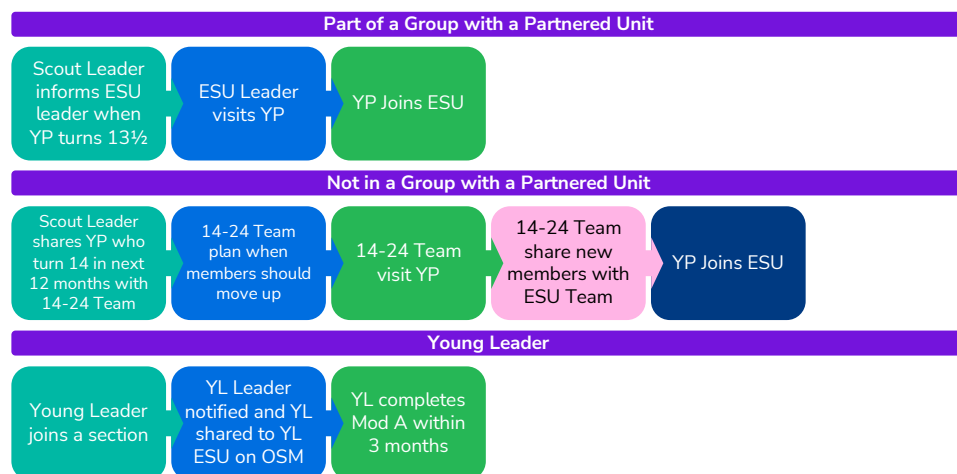 Part of a Group with a Partnered Unit
Scout Leader
informs ESU
leader when
YP turns 13½
ESU Leader
visits YP
YP Joins ESU
Not in a Group with a Partnered Unit
Scout Leader
shares YP who
turn 14 in next
12 months with
14-24 Team
14-24 Team
plan when
members should
move up
14-24 Team
visit YP
14-24 Team
share new
members with
ESU Team
YP Joins ESU
Young Leader
Young Leader
joins a section
YL Leader
notified and YL
shared to YL
ESU on OSM
YL completes
Mod A within
3 months